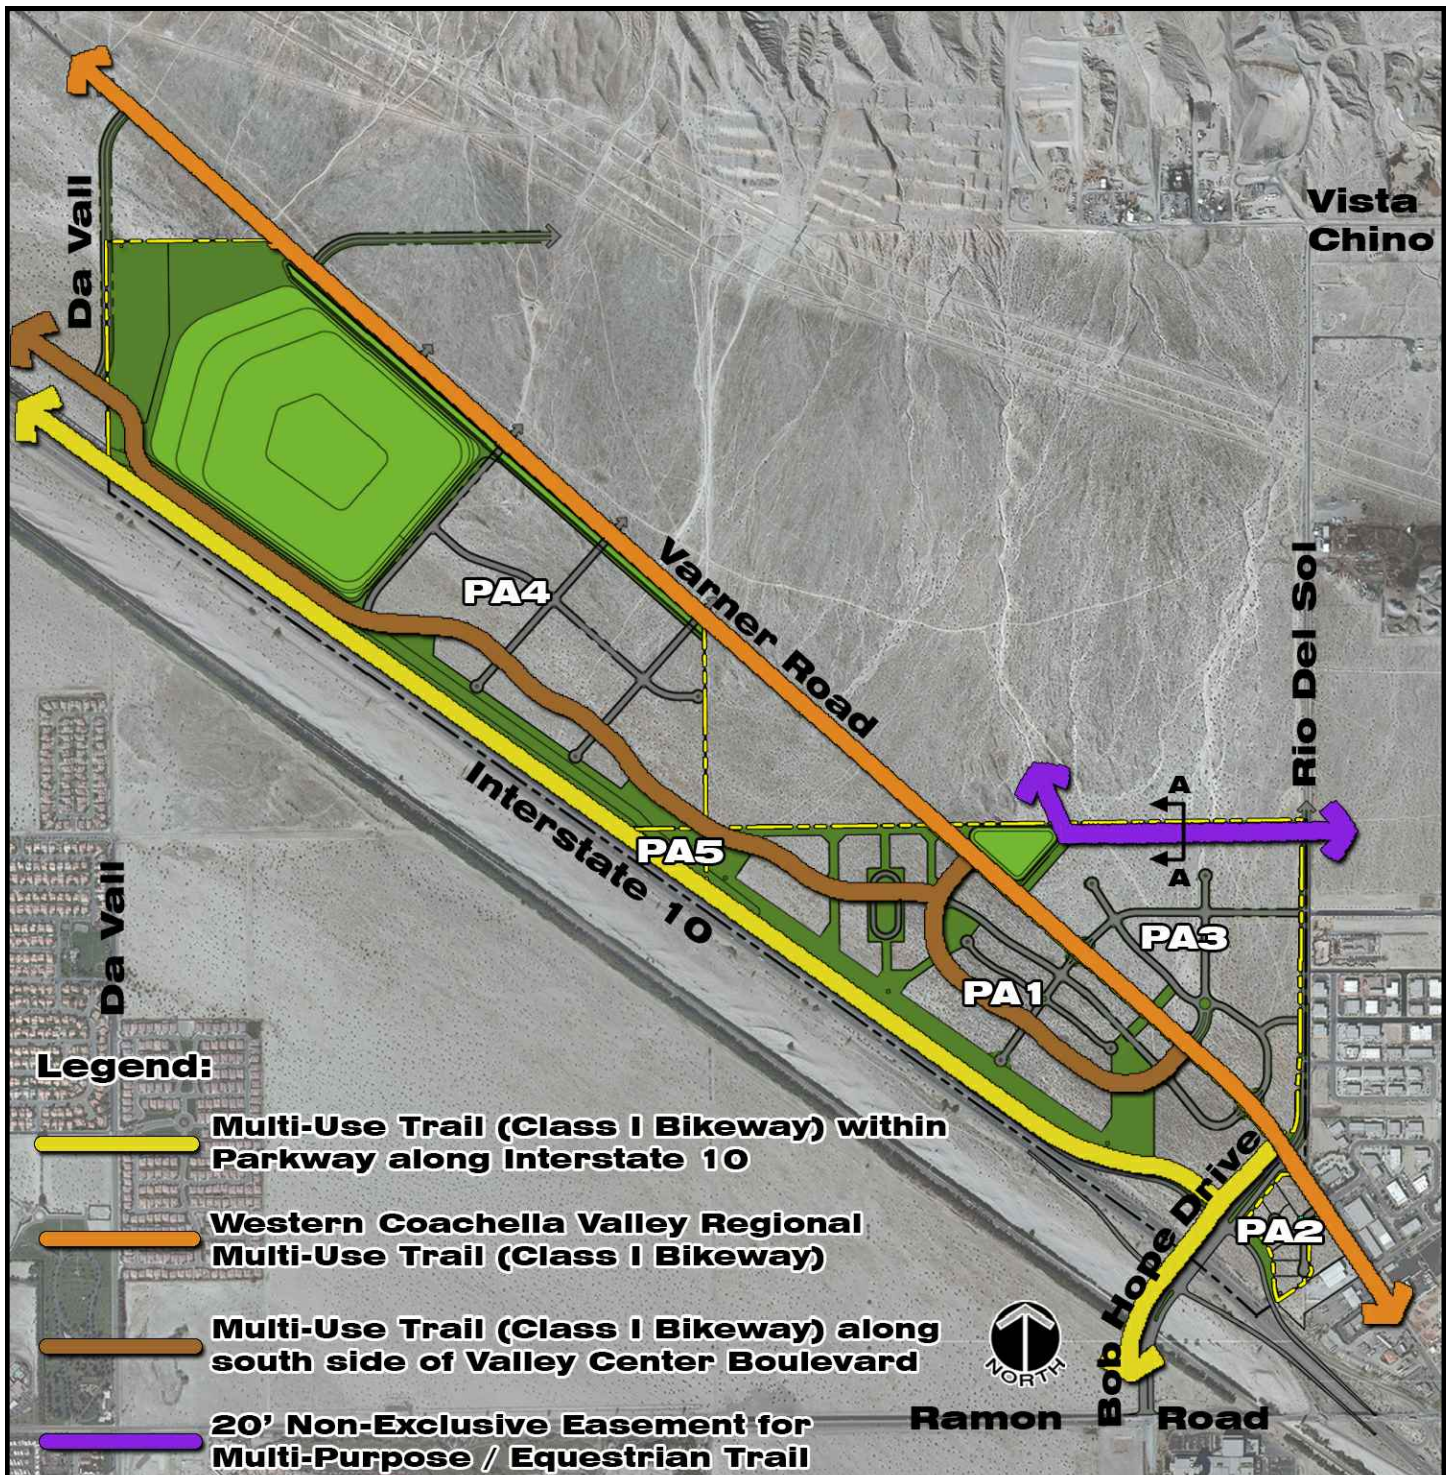 Vista
Chino
Da Vall
Varner Road
Rio Del Sol
PA4
Interstate 10
PA5
A
A
PA3
PA1
Da Vall
Bob Hope Drive
PA2
Ramon Road
NORTH
Legend:
Multi-Use Trail (Class I Bikeway) within
Parkway along Interstate 10
Western Coachella Valley Regional
Multi-Use Trail (Class I Bikeway)
Multi-Use Trail (Class I Bikeway) along
south side of Valley Center Boulevard
20’ Non-Exclusive Easement for
Multi-Purpose / Equestrian Trail